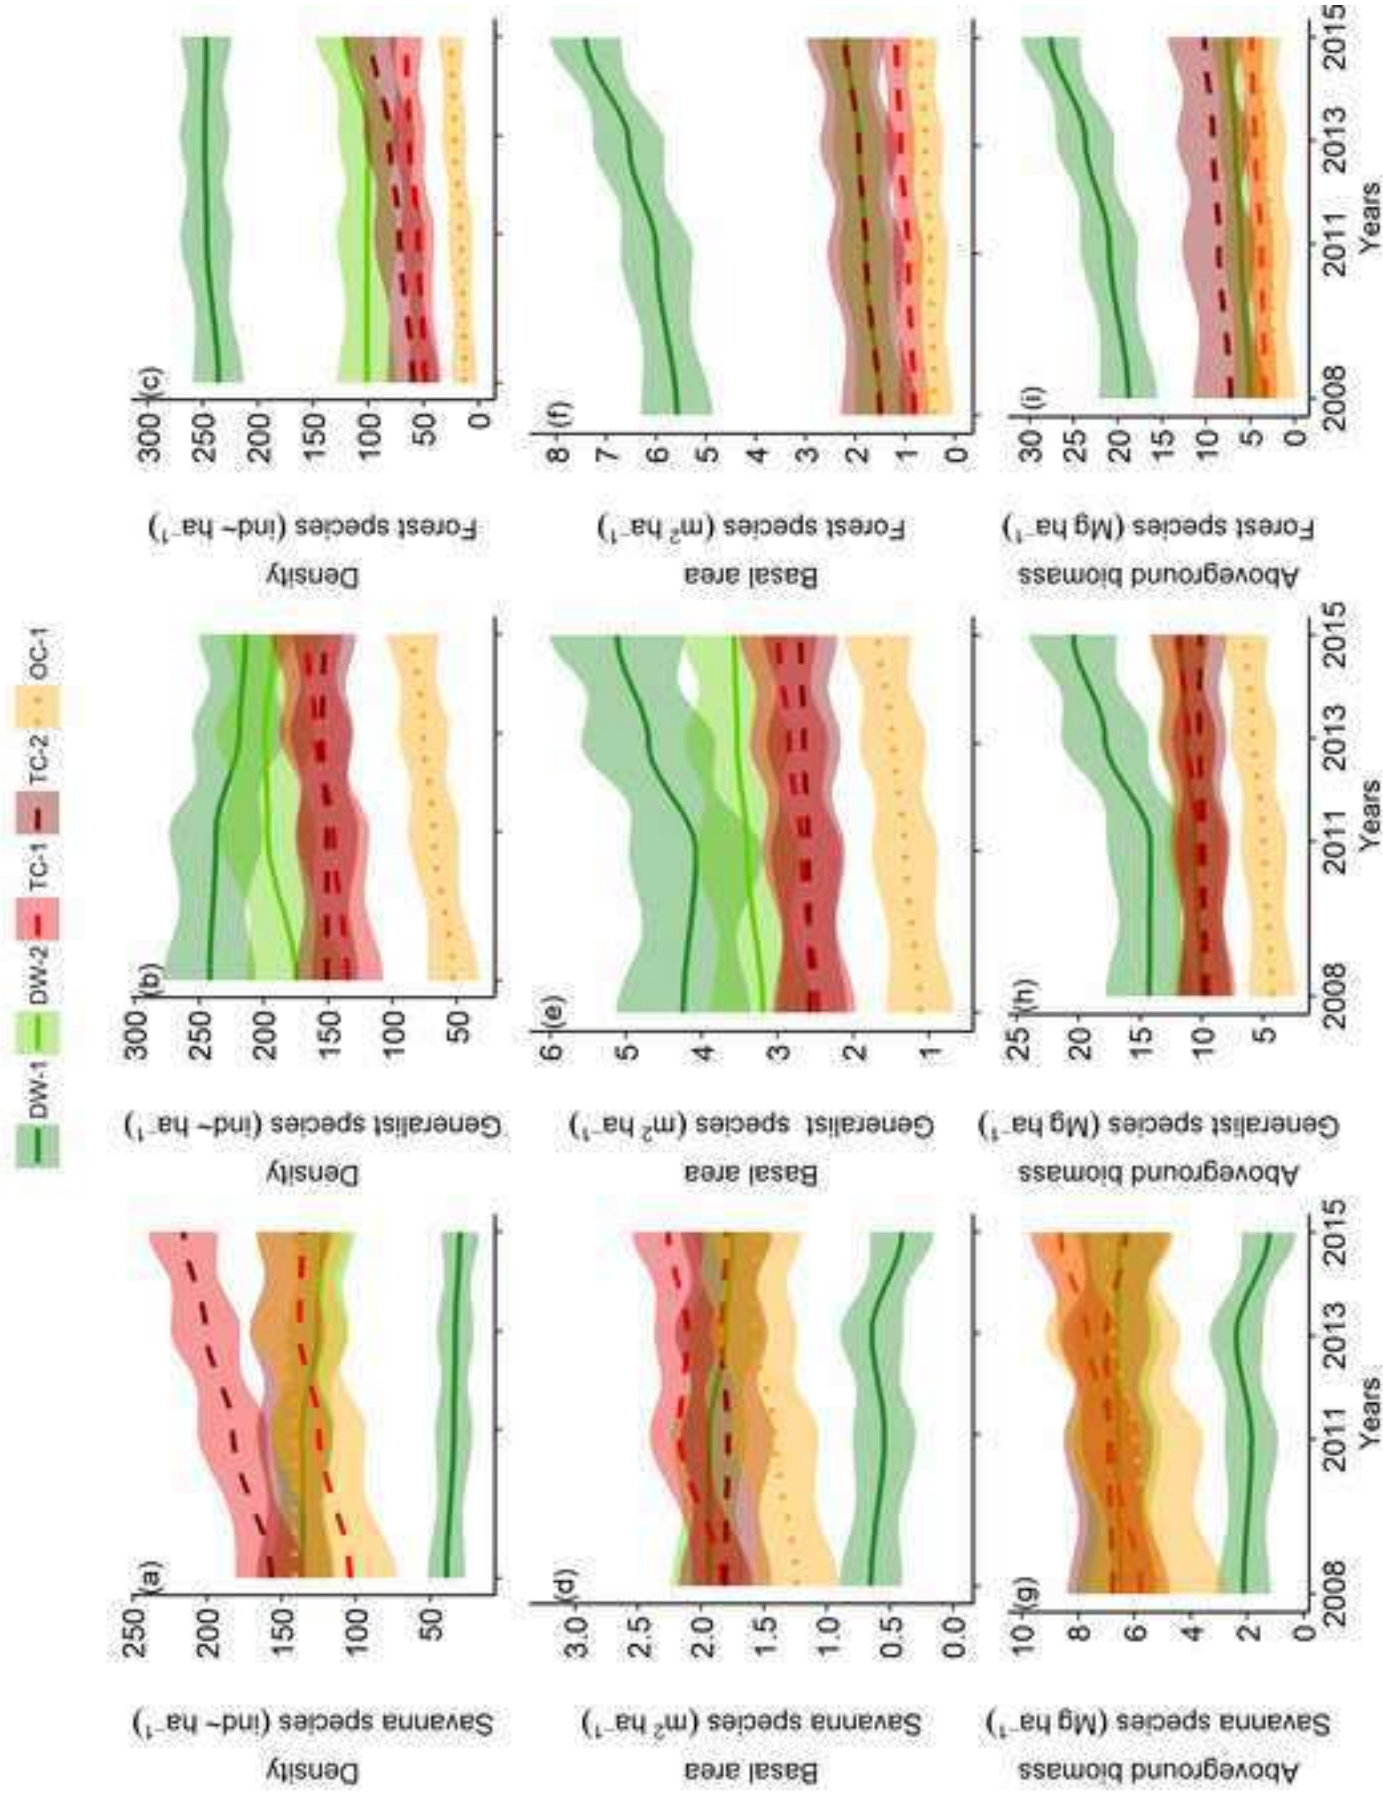 DW-1 DW-2 TC-1 TC-2 OC-1
Density
Savanna species (ind~ ha⁻¹)
250
200
150
100
50
(a)
Density
Generalist species (ind~ ha⁻¹)
300
250
200
150
100
50
(b)
Density
Forest species (ind~ ha⁻¹)
300
250
200
150
100
50
0
(c)
Basal area
Savanna species (m² ha⁻¹)
3.0
2.0
1.5
1.0
0.5
0.0
(d)
Basal area
Generalist species (m² ha⁻¹)
6
5
4
3
2
1
(e)
Basal area
Forest species (m² ha⁻¹)
8
7
6
5
4
3
2
1
0
(f)
Aboveground biomass
Savanna species (Mg ha⁻¹)
10
8
6
4
2
0
(g)
2008 2011 2013 2015
Years
Aboveground biomass
Generalist species (Mg ha⁻¹)
25
20
15
10
5
(h)
2008 2011 2013 2015
Years
Aboveground biomass
Forest species (Mg ha⁻¹)
30
25
20
15
10
5
0
(i)
2008 2011 2013 2015
Years